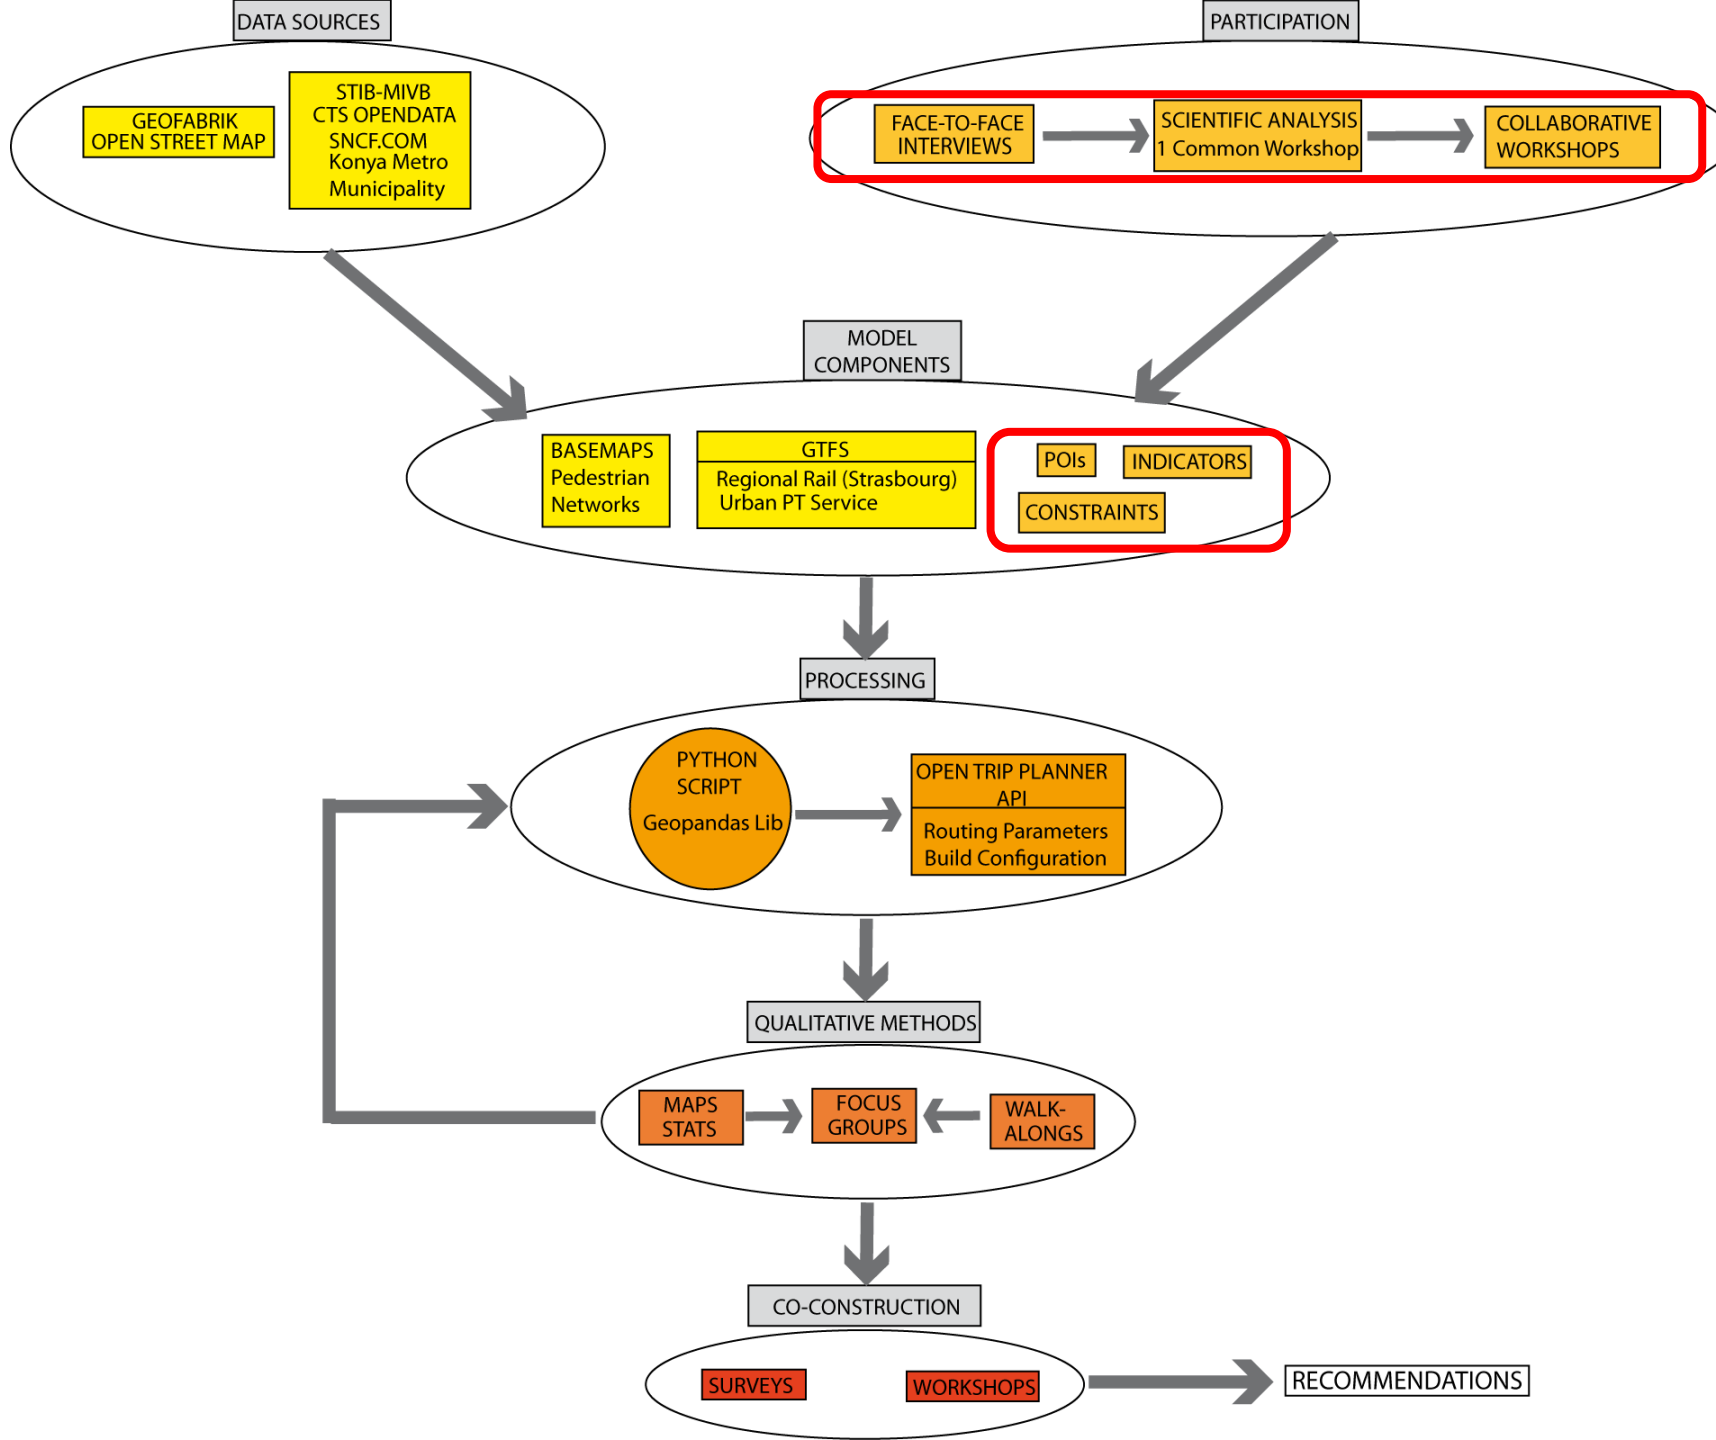 DATA SOURCES
GEOFABRIK
OPEN STREET MAP
STIB-MIVB
CTS OPENDATA
SNCF.COM
Konya Metro
Municipality
PARTICIPATION
FACE-TO-FACE
INTERVIEWS
SCIENTIFIC ANALYSIS
1 Common Workshop
COLLABORATIVE
WORKSHOPS
MODEL
COMPONENTS
BASEMAPS
Pedestrian
Networks
GTFS
Regional Rail (Strasbourg)
Urban PT Service
POIs
INDICATORS
CONSTRAINTS
PROCESSING
PYTHON
SCRIPT
Geopandas Lib
OPEN TRIP PLANNER
API
Routing Parameters
Build Configuration
QUALITATIVE METHODS
MAPS
STATS
FOCUS
GROUPS
WALK-
ALONGS
CO-CONSTRUCTION
SURVEYS
WORKSHOPS
RECOMMENDATIONS